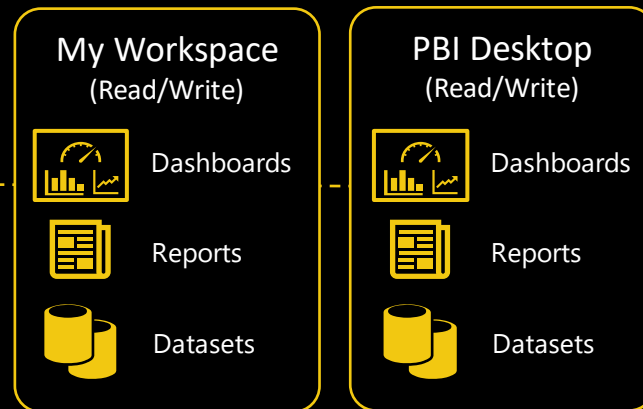 My Workspace
(Read/Write)
Dashboards
Reports
Datasets
PBI Desktop
(Read/Write)
Dashboards
Reports
Datasets